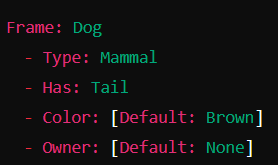 Frame: Dog
- Type: Mammal
- Has: Tail
- Color: [Default: Brown]
- Owner: [Default: None]